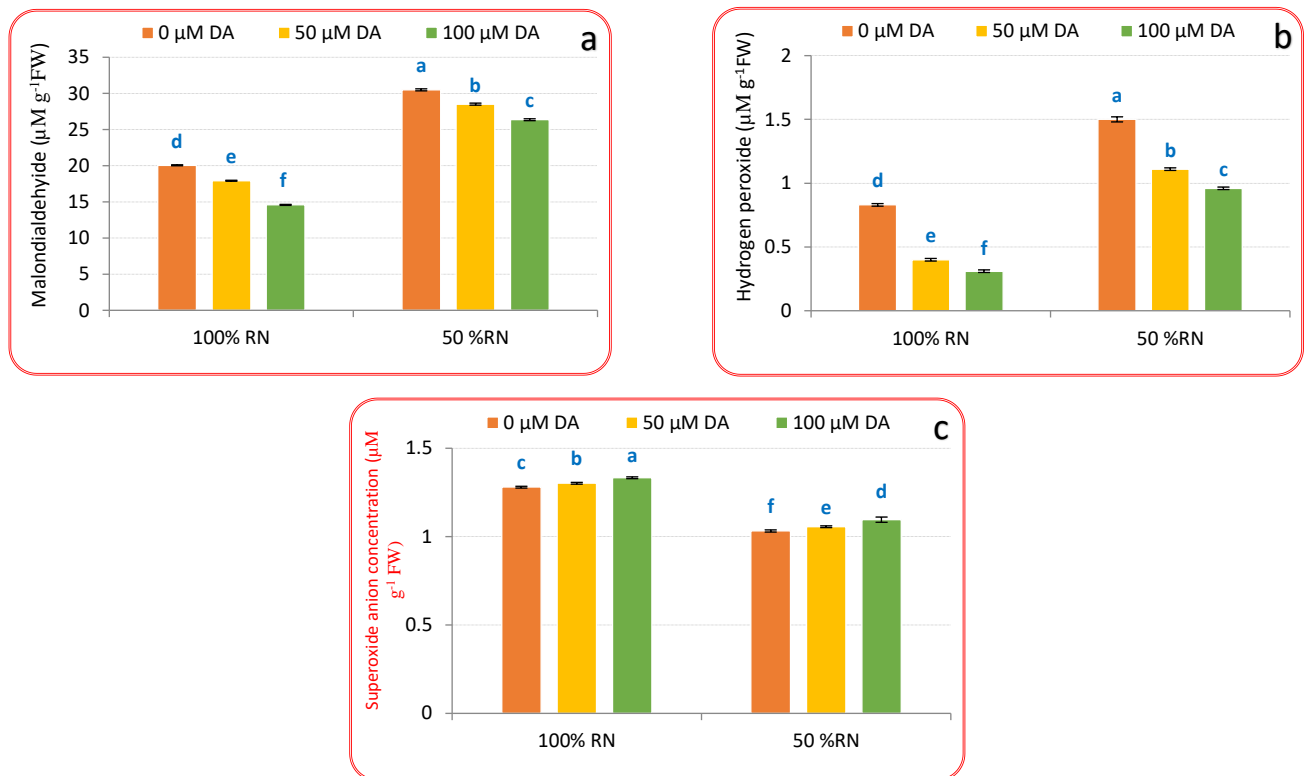 0 µM DA 50 µM DA 100 µM DA
a
Malondialdehyide (µM g-1FW)
35
30
25
20
15
10
5
0
d
e
f
a
b
c
100% RN
50 %RN
0 µM DA 50 µM DA 100 µM DA
b
Hydrogen peroxide (µM g-1FW)
2
1.5
1
0.5
0
d
e
f
a
b
c
100% RN
50 %RN
0 µM DA 50 µM DA 100 µM DA
c
Superoxide anion concentration (µM
g-1 FW)
1.5
1
0.5
0
c
b
a
f
e
d
100% RN
50 %RN